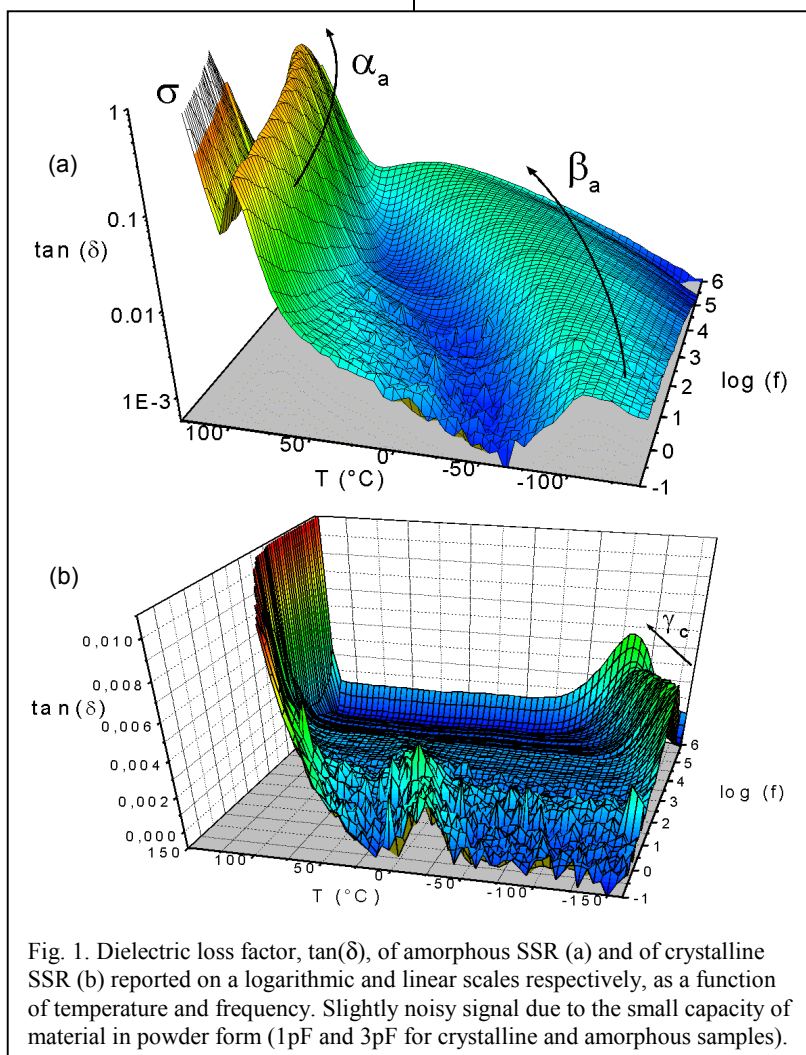 σ
α_a
1
(a)
β_a
0.1
tan (δ)
6
5
0.01
4
3
log (f)
2
1E-3
1
100
50
0
0
-50
T (°C)
-100
-1
(b)
γ_c
0,010
0,008
tan(δ)
0,006
6
5
0,004
4
log (f)
3
0,002
2
1
0,000
150
0
100
50
0
-50
-100
-150
-1
T (°C)
Fig. 1. Dielectric loss factor, tan(δ), of amorphous SSR (a) and of crystalline
SSR (b) reported on a logarithmic and linear scales respectively, as a function
of temperature and frequency. Slightly noisy signal due to the small capacity of
material in powder form (1pF and 3pF for crystalline and amorphous samples).